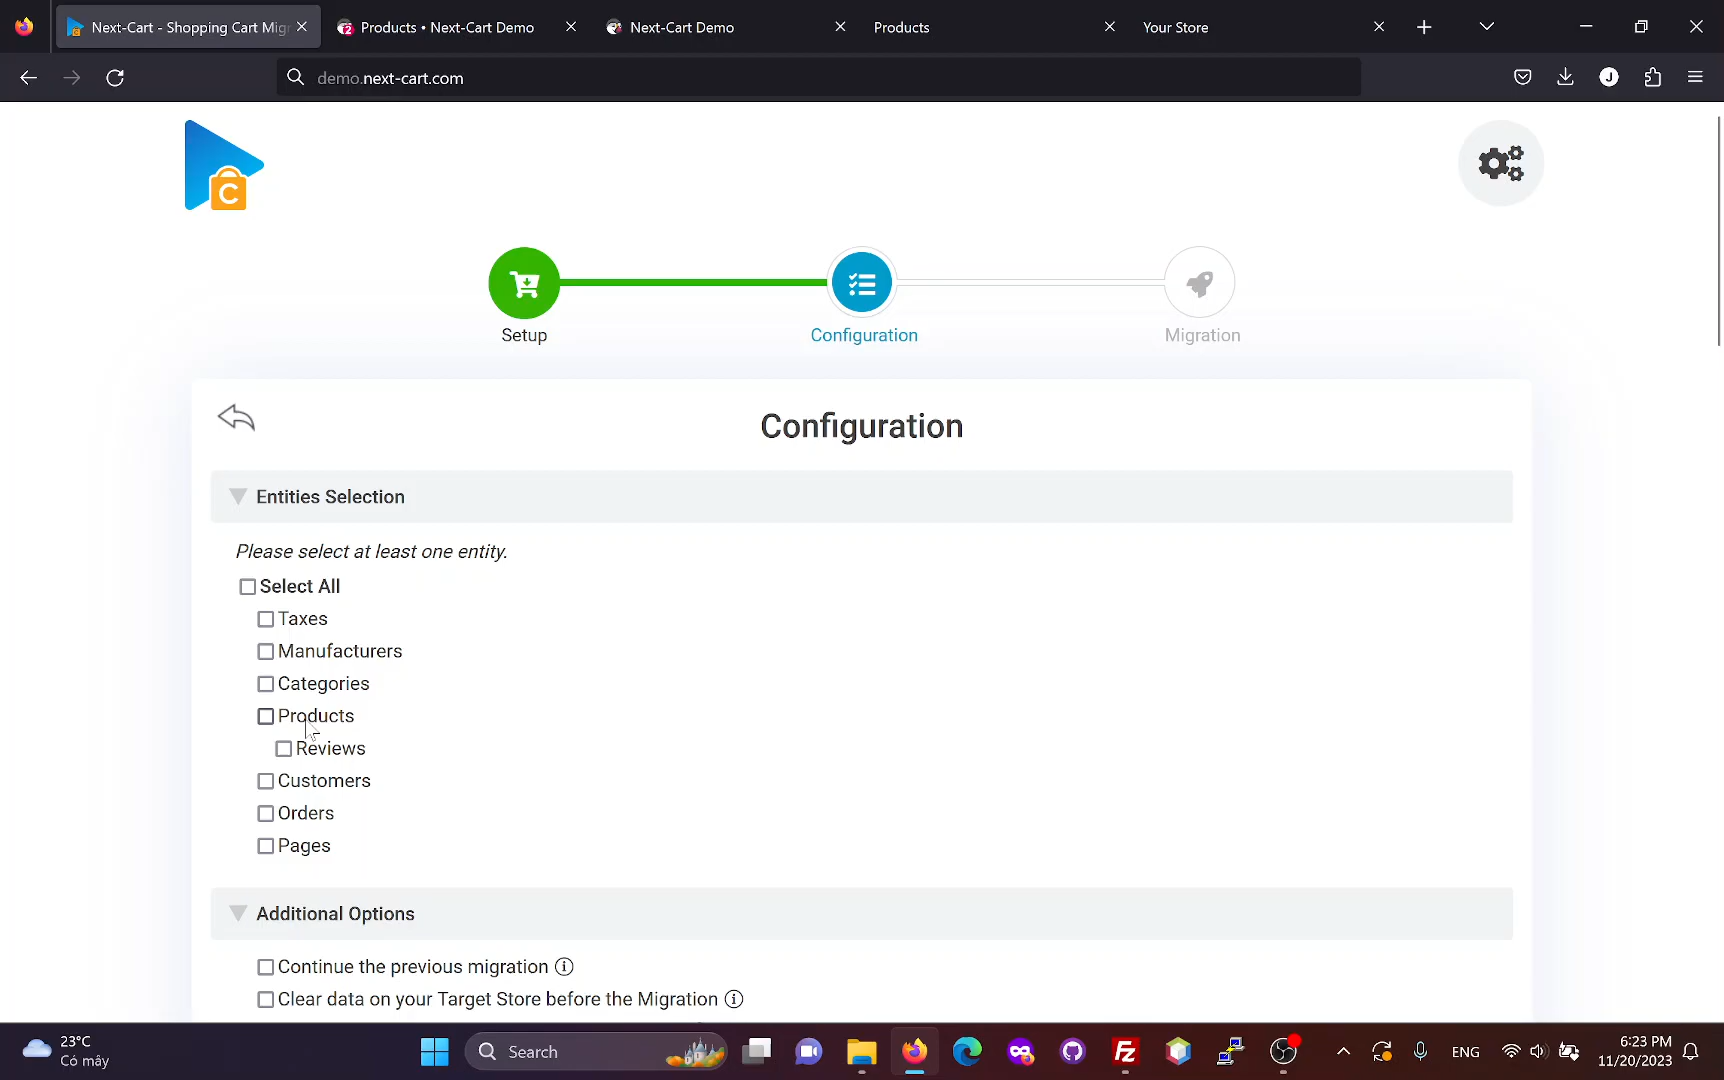 Next-Cart - Shopping Cart Migr
Products • Next-Cart Demo
Next-Cart Demo
Products
Your Store
demo.next-cart.com
J
C
Setup
Configuration
Migration
Configuration
Entities Selection
Please select at least one entity.
Select All
Taxes
Manufacturers
Categories
Products
Reviews
Customers
Orders
Pages
Additional Options
Continue the previous migration
Clear data on your Target Store before the Migration
23°C
Có mây
Search
Fz
ENG
6:23 PM
11/20/2023